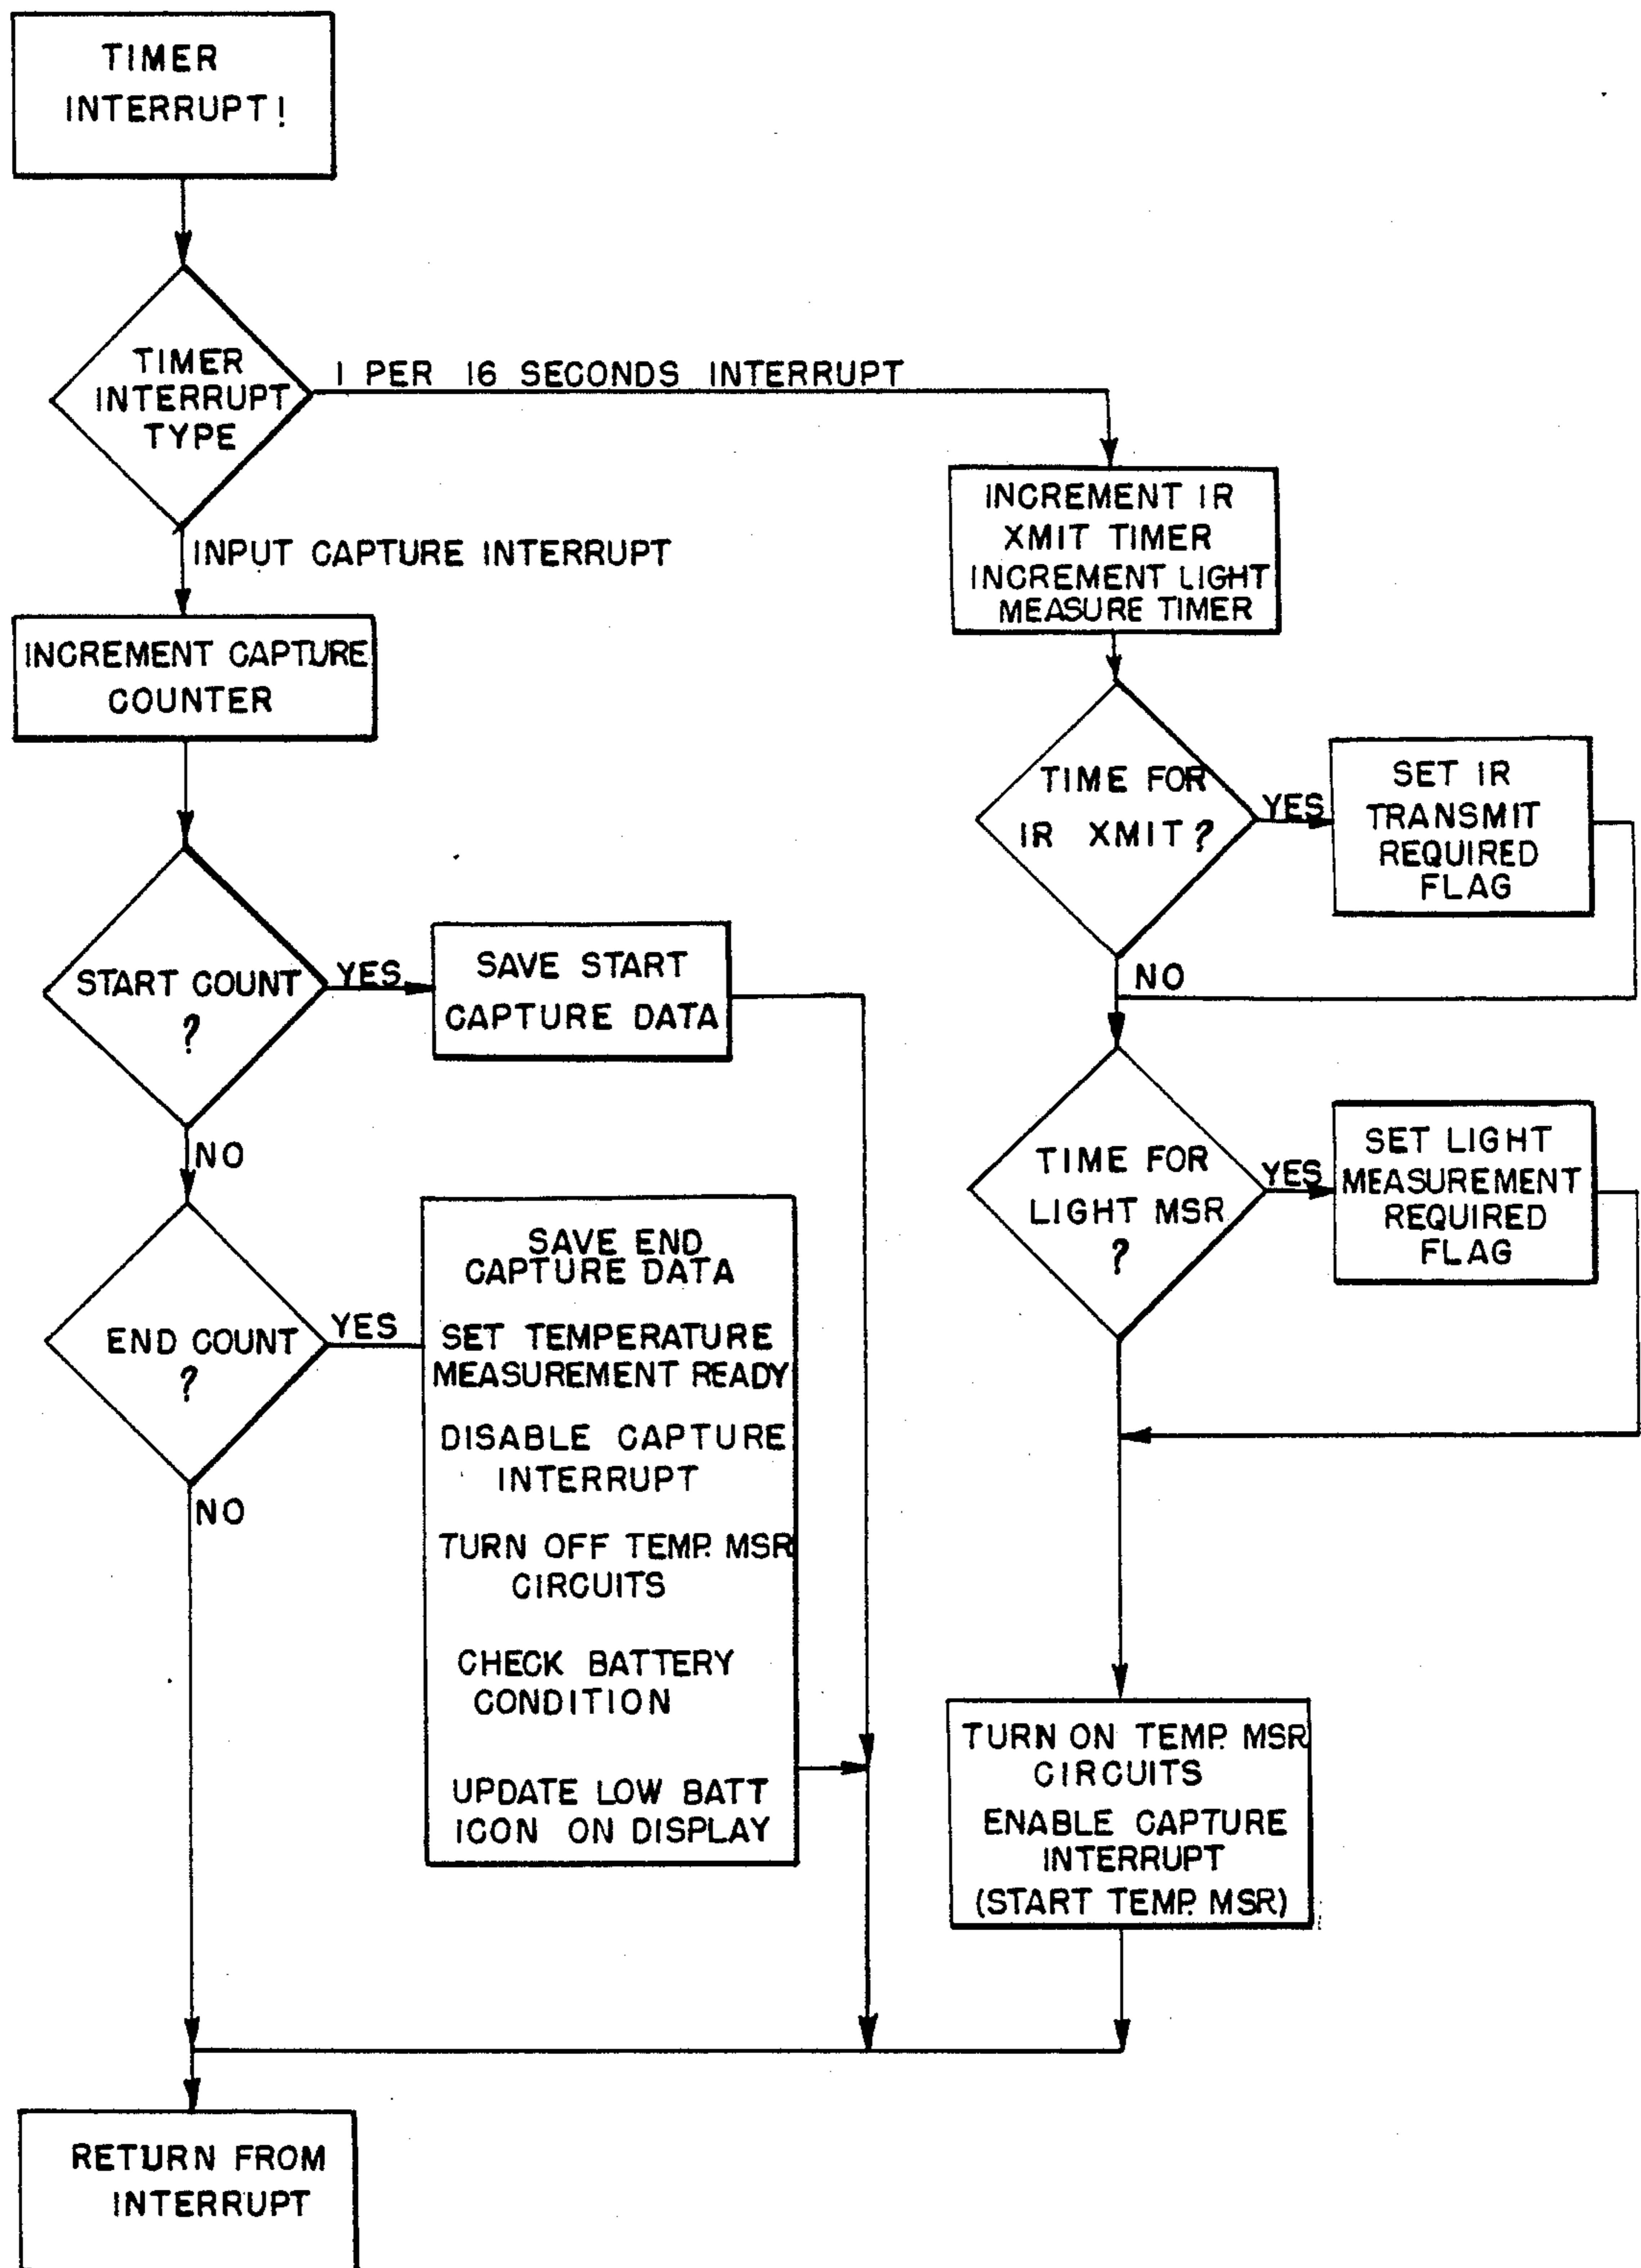 TIMER
INTERRUPT!
TIMER
INTERRUPT
TYPE
1 PER 16 SECONDS INTERRUPT
INPUT CAPTURE INTERRUPT
INCREMENT CAPTURE
COUNTER
START COUNT
?
YES
SAVE START
CAPTURE DATA
NO
END COUNT
?
YES
SAVE END
CAPTURE DATA
SET TEMPERATURE
MEASUREMENT READY
DISABLE CAPTURE
INTERRUPT
TURN OFF TEMP. MSR
CIRCUITS
CHECK BATTERY
CONDITION
UPDATE LOW BATT
ICON ON DISPLAY
NO
INCREMENT IR
XMIT TIMER
INCREMENT LIGHT
MEASURE TIMER
TIME FOR
IR XMIT?
YES
SET IR
TRANSMIT
REQUIRED
FLAG
NO
TIME FOR
LIGHT MSR
?
YES
SET LIGHT
MEASUREMENT
REQUIRED
FLAG
TURN ON TEMP. MSR
CIRCUITS
ENABLE CAPTURE
INTERRUPT
(START TEMP. MSR)
RETURN FROM
INTERRUPT